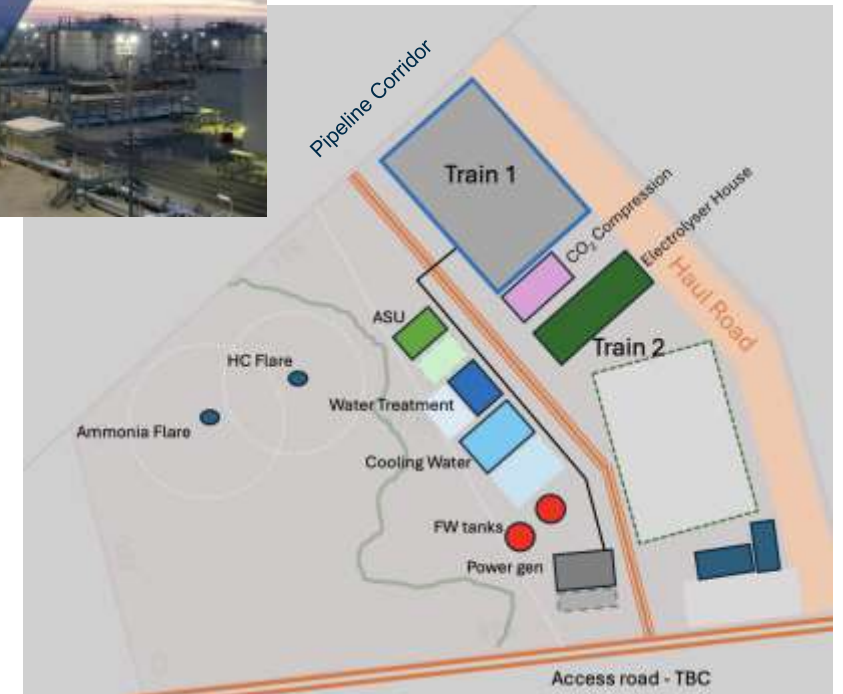 Pipeline Corridor
Train 1
CO₂ Compression
Electrolyser House
Haul Road
ASU
Train 2
HC Flare
Water Treatment
Ammonia Flare
Cooling Water
FW tanks
Power gen
Access road - TBC